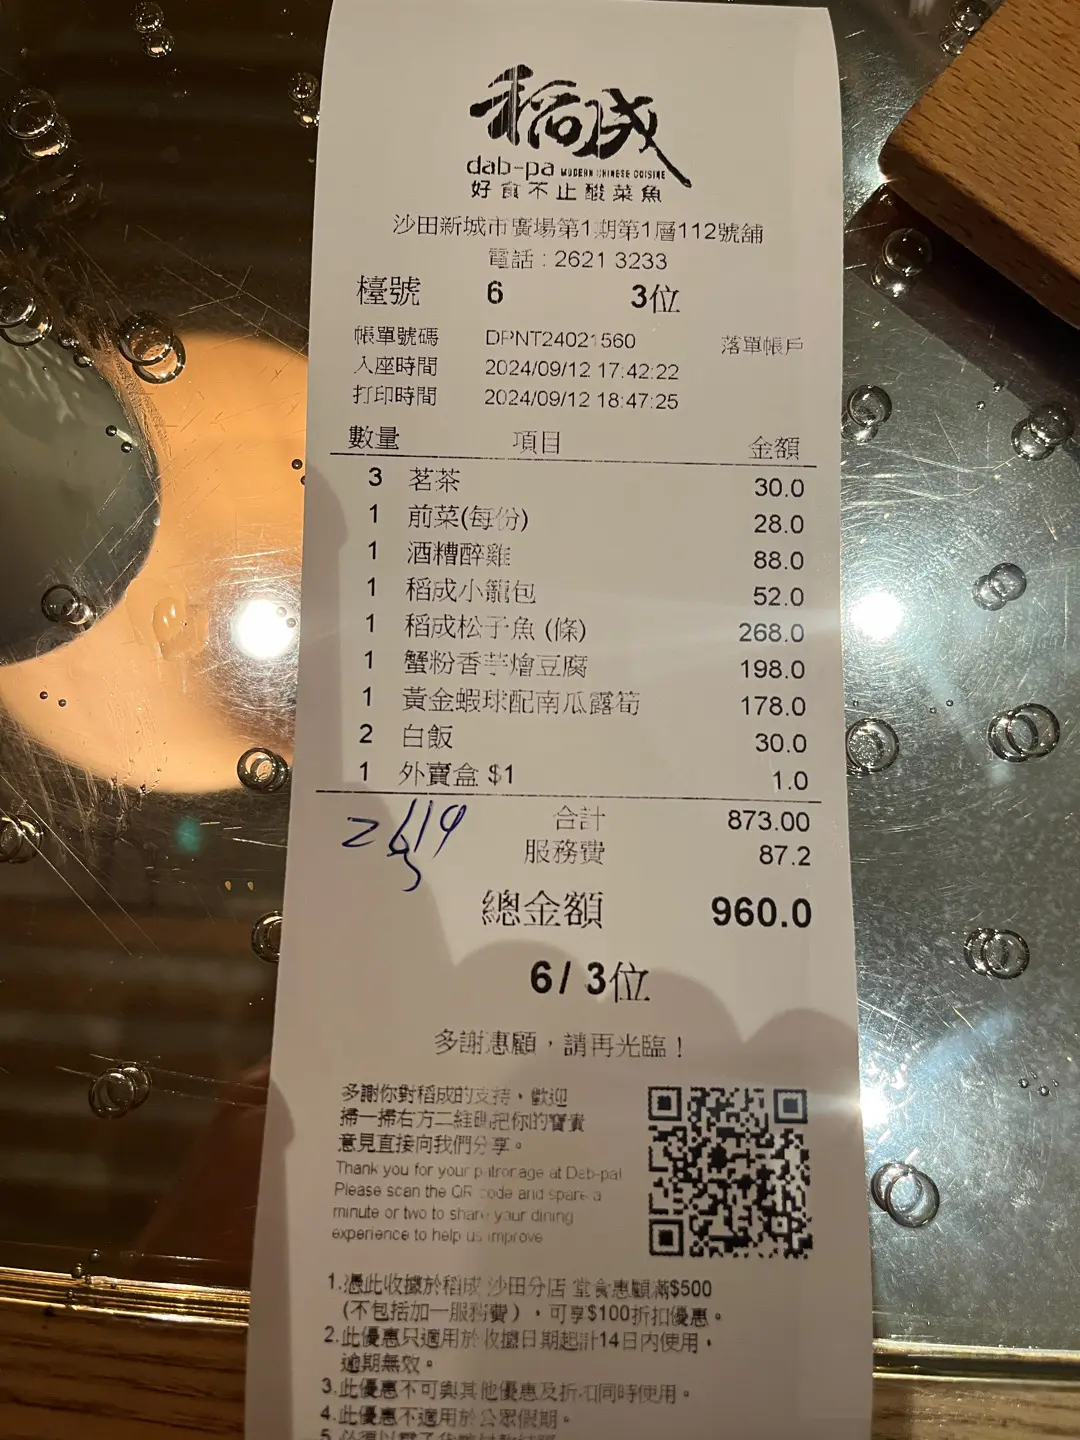 稻成
dab-pa MODERN CHINESE CUISINE
好食不止酸菜魚
沙田新城市廣場第1期第1層112號舖
電話：2621 3233
檯號 6 3位
帳單號碼 DPNT24021560 落單帳戶
入座時間 2024/09/12 17:42:22
打印時間 2024/09/12 18:47:25
數量 項目 金額
3 茗茶 30.0
1 前菜(每份) 28.0
1 酒糟醉雞 88.0
1 稻成小籠包 52.0
1 稻成松子魚 (條) 268.0
1 蟹粉香芋燴豆腐 198.0
1 黃金蝦球配南瓜露筍 178.0
2 白飯 30.0
1 外賣盒 $1 1.0
合計 873.00
服務費 87.2
總金額 960.0
6 / 3位
多謝惠顧，請再光臨！
多謝你對稻成的支持，歡迎
掃一掃右方二維碼把你的寶貴
意見直接向我們分享。
Thank you for your patronage at Dab-pa!
Please scan the QR code and spare a
minute or two to share your dining
experience to help us improve
1.憑此收據於稻成 沙田分店 堂食惠顧滿$500
(不包括加一服務費），可享$100折扣優惠。
2.此優惠只適用於收據日期起計14日內使用，
逾期無效。
3.此優惠不可與其他優惠及折扣同時使用。
4.此優惠不適用於公眾假期。